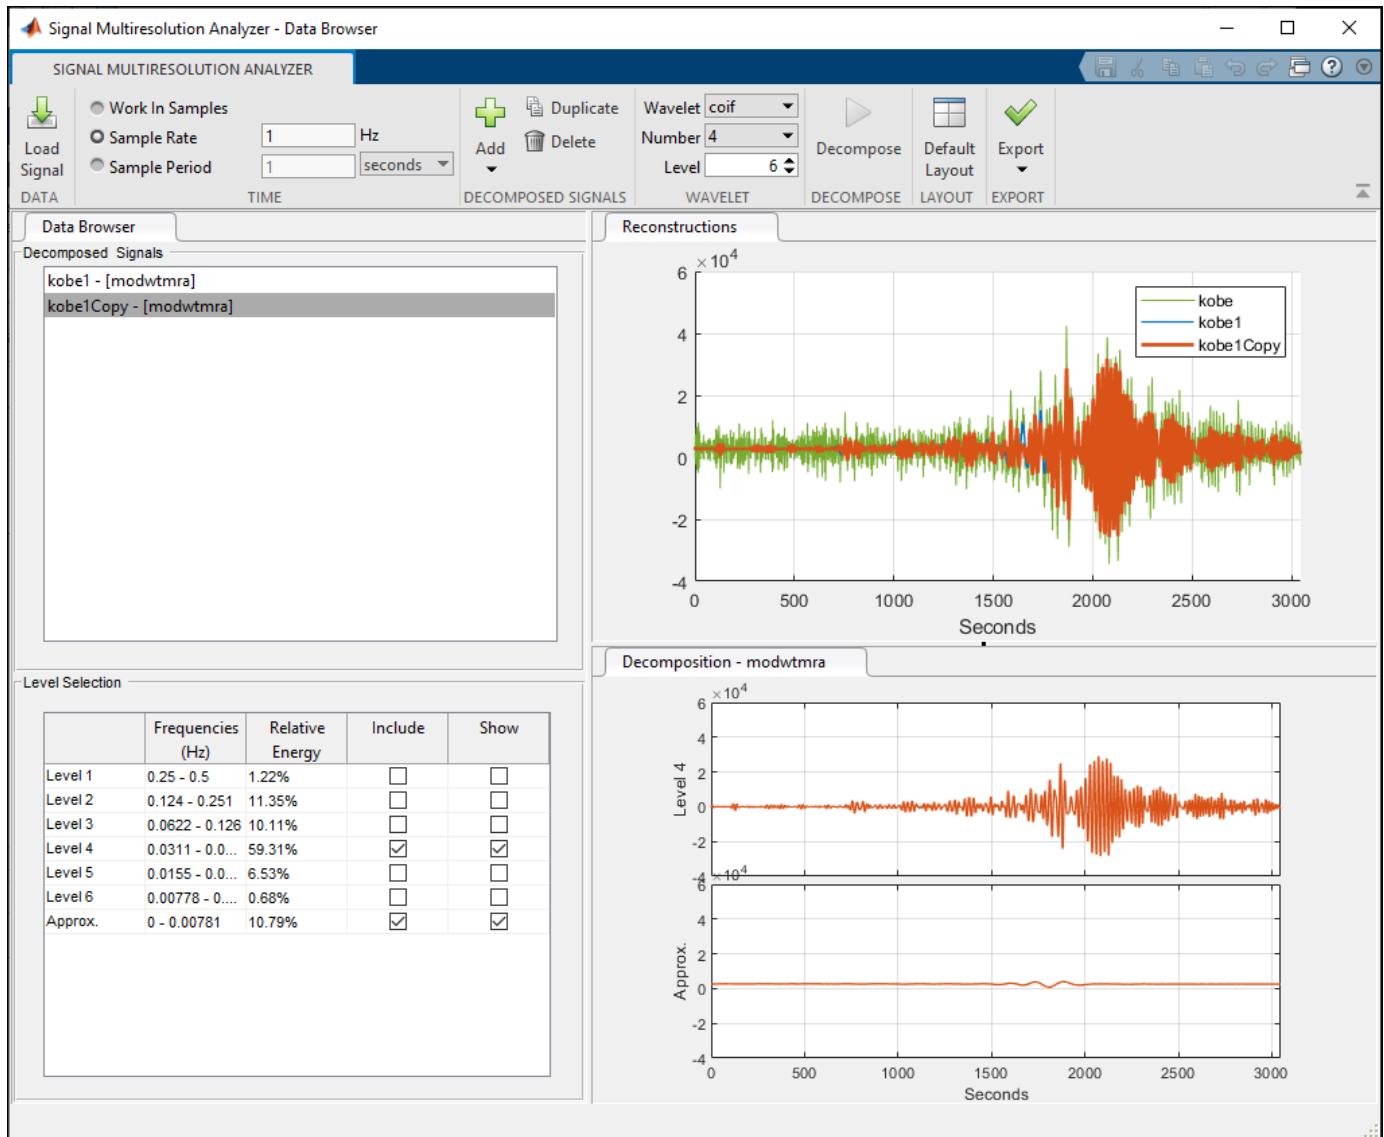 Signal Multiresolution Analyzer - Data Browser
SIGNAL MULTIRESOLUTION ANALYZER
Load Signal
DATA
Work In Samples
Sample Rate 1 Hz
Sample Period 1 seconds
TIME
Add
Duplicate
Delete
DECOMPOSED SIGNALS
Wavelet coif
Number 4
Level 6
WAVELET
Decompose
DECOMPOSE
Default Layout
LAYOUT
Export
EXPORT
Data Browser
Decomposed Signals
kobe1 - [modwtmra]
kobe1Copy - [modwtmra]
Level Selection
Frequencies (Hz) Relative Energy Include Show
Level 1 0.25 - 0.5 1.22%
Level 2 0.124 - 0.251 11.35%
Level 3 0.0622 - 0.126 10.11%
Level 4 0.0311 - 0.0... 59.31%
Level 5 0.0155 - 0.0... 6.53%
Level 6 0.00778 - 0.... 0.68%
Approx. 0 - 0.00781 10.79%
Reconstructions
×10^4
6
4
2
0
-2
-4
kobe
kobe1
kobe1Copy
0 500 1000 1500 2000 2500 3000
Seconds
Decomposition - modwtmra
×10^4
6
4
2
0
-2
-4
Level 4
×10^4
6
4
2
0
-2
-4
Approx.
0 500 1000 1500 2000 2500 3000
Seconds